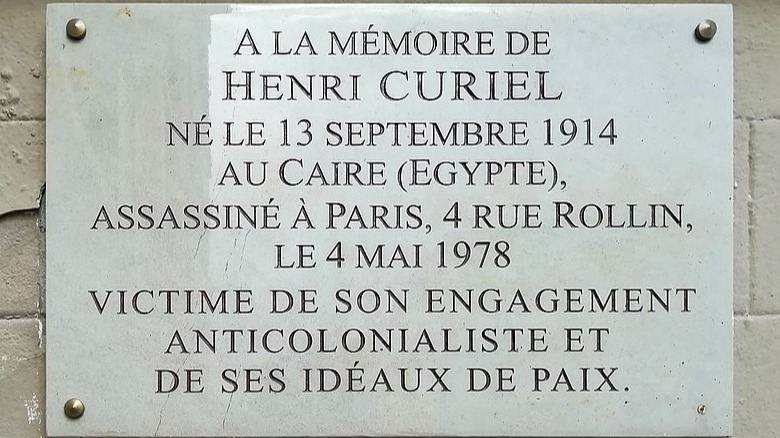 A LA MÉMOIRE DE
HENRI CURIEL
NÉ LE 13 SEPTEMBRE 1914
AU CAIRE (EGYPTE),
ASSASSINÉ À PARIS, 4 RUE ROLLIN,
LE 4 MAI 1978
VICTIME DE SON ENGAGEMENT
ANTICOLONIALISTE ET
DE SES IDÉAUX DE PAIX.